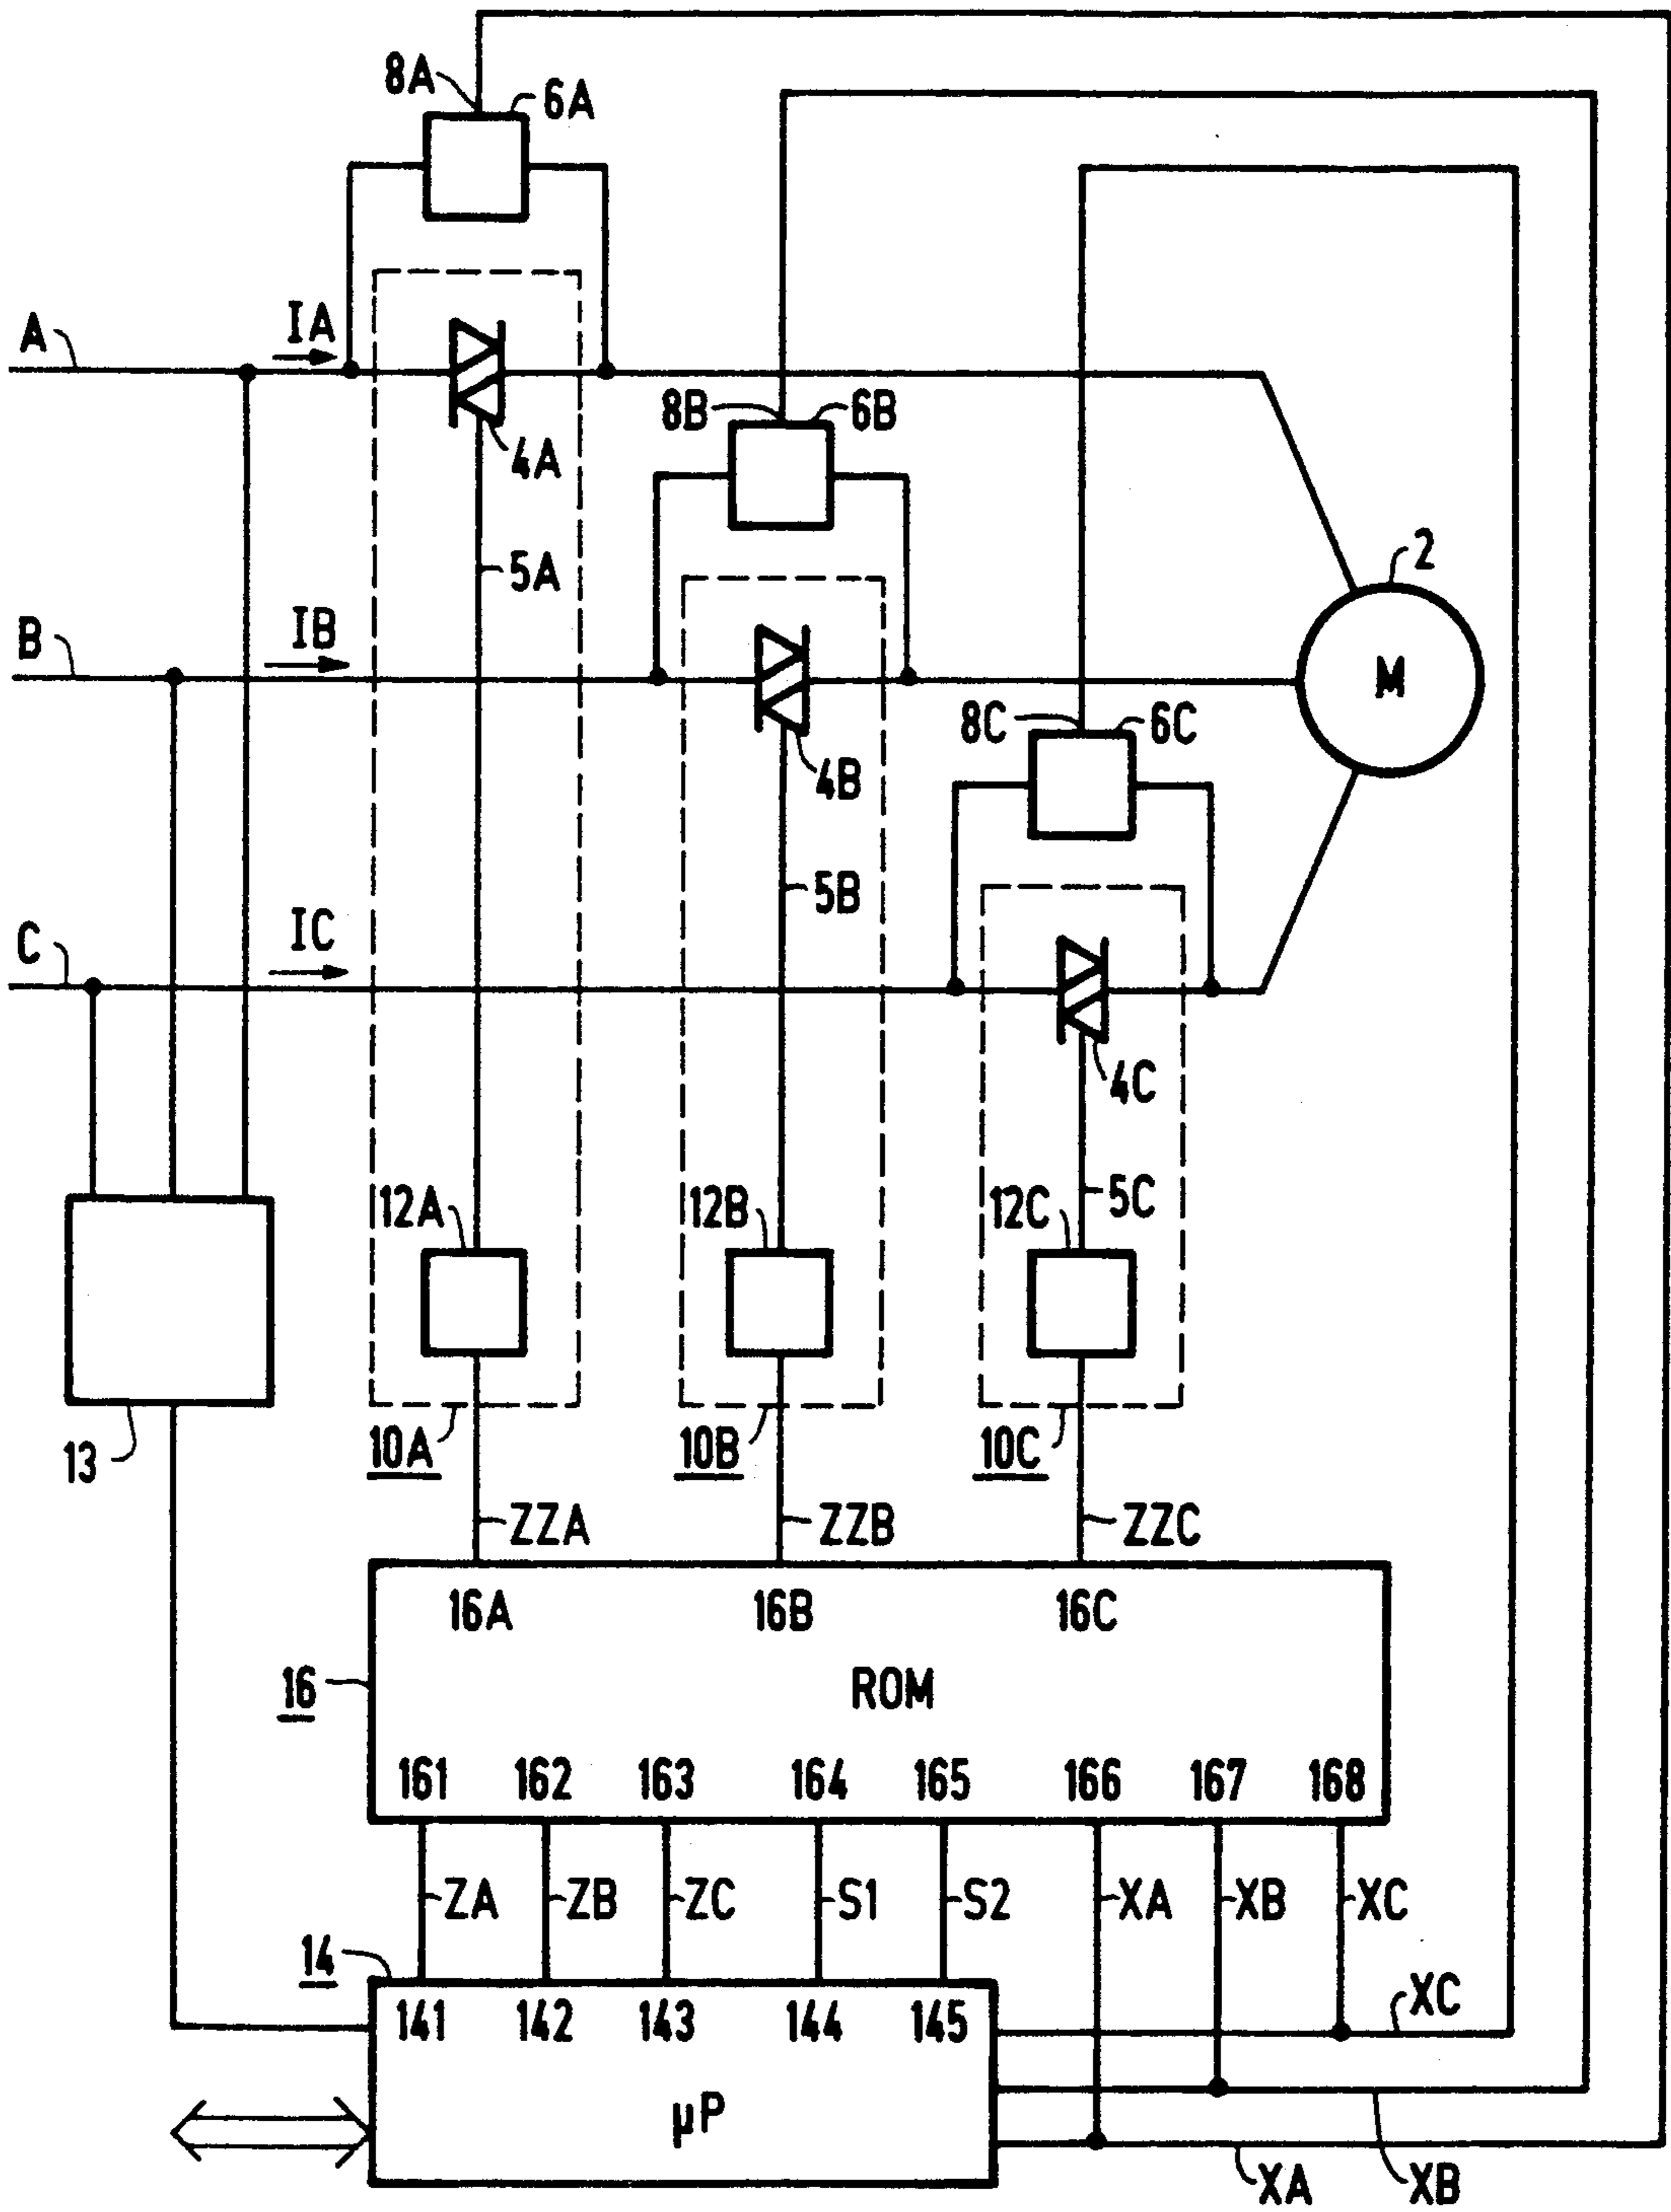 8A
6A
A
IA
4A
8B
6B
5A
2
B
IB
M
8C
6C
4B
5B
C
IC
4C
12A
12B
12C
5C
13
10A
10B
10C
ZZA
ZZB
ZZC
16A
16B
16C
16
ROM
161
162
163
164
165
166
167
168
ZA
ZB
ZC
S1
S2
XA
XB
XC
14
141
142
143
144
145
XC
µP
XA
XB